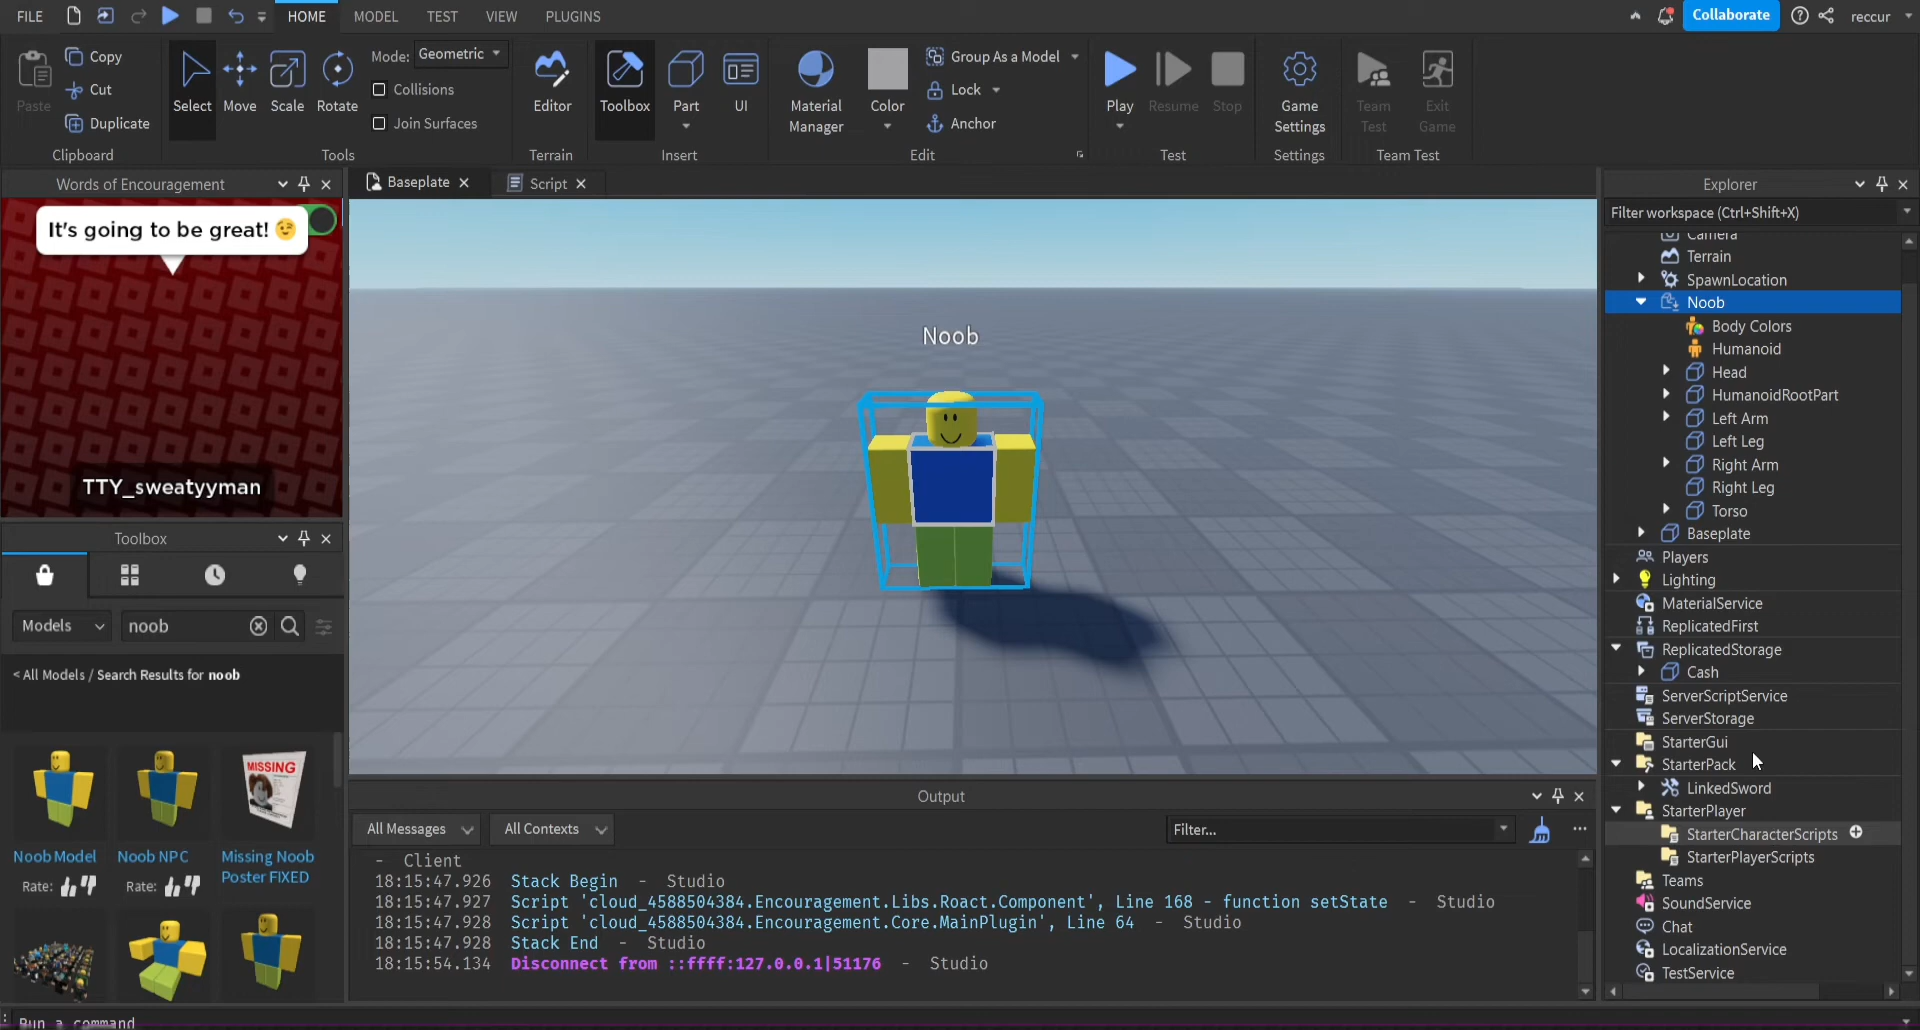 FILE
HOME
MODEL
TEST
VIEW
PLUGINS
Collaborate
reccur
Paste
Copy
Cut
Duplicate
Clipboard
Select
Move
Scale
Rotate
Mode: Geometric
Collisions
Join Surfaces
Tools
Editor
Terrain
Toolbox
Part
UI
Insert
Material
Manager
Color
Group As a Model
Lock
Anchor
Edit
Play
Resume
Stop
Test
Game
Settings
Settings
Team
Test
Exit
Game
Team Test
Words of Encouragement
It's going to be great! 😉
TTY_sweatyyman
Toolbox
Models
noob
< All Models / Search Results for noob
Noob Model
Rate:
Noob NPC
Rate:
MISSING
Missing Noob
Poster FIXED
Baseplate
Script
Noob
Output
All Messages
All Contexts
Filter...
- Client
18:15:47.926 Stack Begin - Studio
18:15:47.927 Script 'cloud_4588504384.Encouragement.Libs.Roact.Component', Line 168 - function setState - Studio
18:15:47.928 Script 'cloud_4588504384.Encouragement.Core.MainPlugin', Line 64 - Studio
18:15:47.928 Stack End - Studio
18:15:54.134 Disconnect from ::ffff:127.0.0.1|51176 - Studio
Explorer
Filter workspace (Ctrl+Shift+X)
Camera
Terrain
SpawnLocation
Noob
Body Colors
Humanoid
Head
HumanoidRootPart
Left Arm
Left Leg
Right Arm
Right Leg
Torso
Baseplate
Players
Lighting
MaterialService
ReplicatedFirst
ReplicatedStorage
Cash
ServerScriptService
ServerStorage
StarterGui
StarterPack
LinkedSword
StarterPlayer
StarterCharacterScripts
StarterPlayerScripts
Teams
SoundService
Chat
LocalizationService
TestService
Run a command